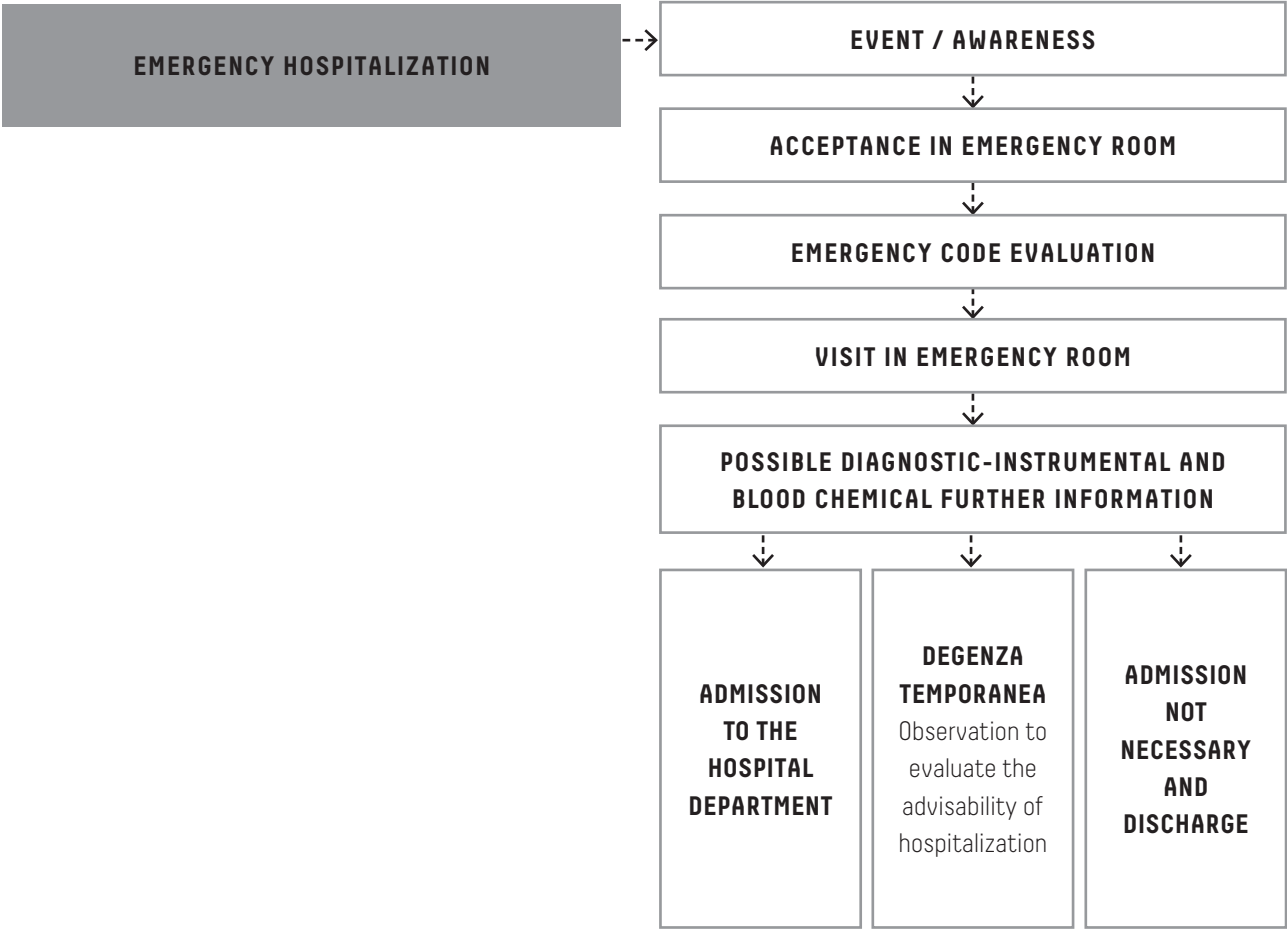 EMERGENCY HOSPITALIZATION
EVENT / AWARENESS
ACCEPTANCE IN EMERGENCY ROOM
EMERGENCY CODE EVALUATION
VISIT IN EMERGENCY ROOM
POSSIBLE DIAGNOSTIC-INSTRUMENTAL AND
BLOOD CHEMICAL FURTHER INFORMATION
ADMISSION
TO THE
HOSPITAL
DEPARTMENT
DEGENZA
TEMPORANEA
Observation to
evaluate the
advisability of
hospitalization
ADMISSION
NOT
NECESSARY
AND
DISCHARGE